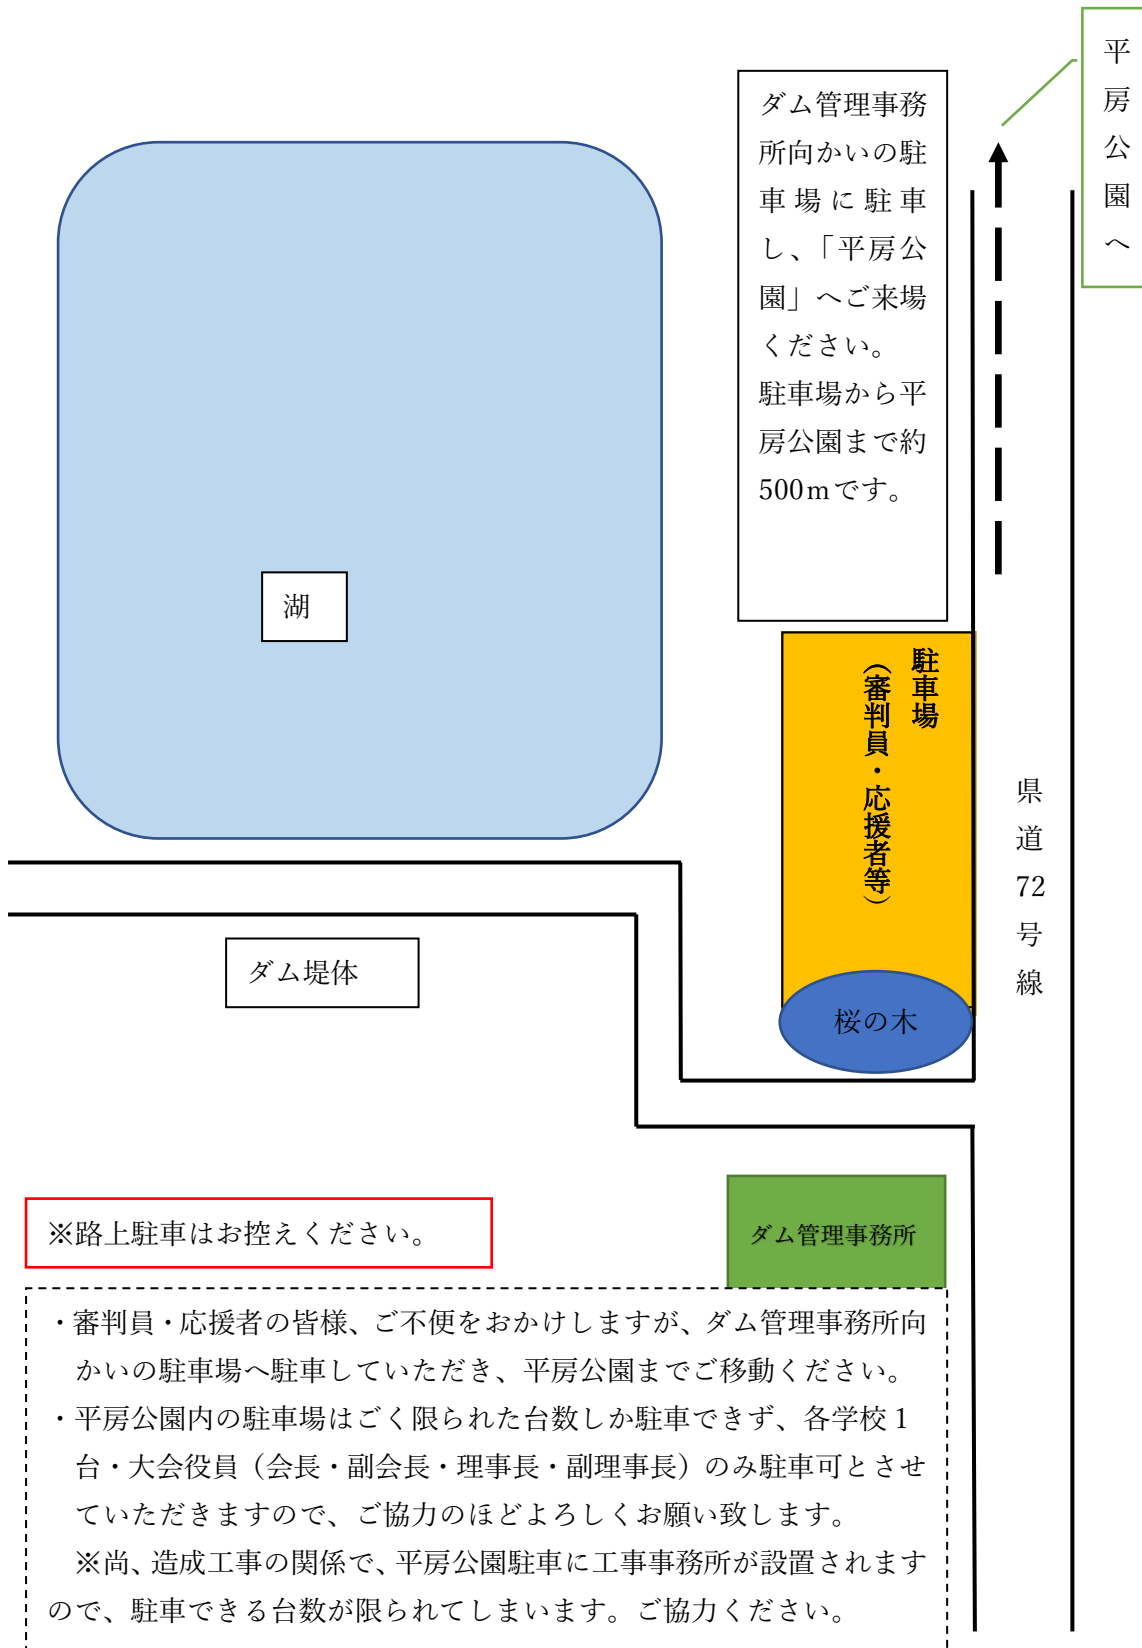 平房公園へ
ダム管理事務
所向かいの駐
車場に駐車
し、「平房公
園」へご来場
ください。
駐車場から平
房公園まで約
500ｍです。
湖
駐車場
（審判員・応援者等）
県道72号線
ダム堤体
桜の木
※路上駐車はお控えください。
ダム管理事務所
・審判員・応援者の皆様、ご不便をおかけしますが、ダム管理事務所向
かいの駐車場へ駐車していただき、平房公園までご移動ください。
・平房公園内の駐車場はごく限られた台数しか駐車できず、各学校１
台・大会役員（会長・副会長・理事長・副理事長）のみ駐車可とさせ
ていただきますので、ご協力のほどよろしくお願い致します。
※尚、造成工事の関係で、平房公園駐車に工事事務所が設置されます
ので、駐車できる台数が限られてしまいます。ご協力ください。